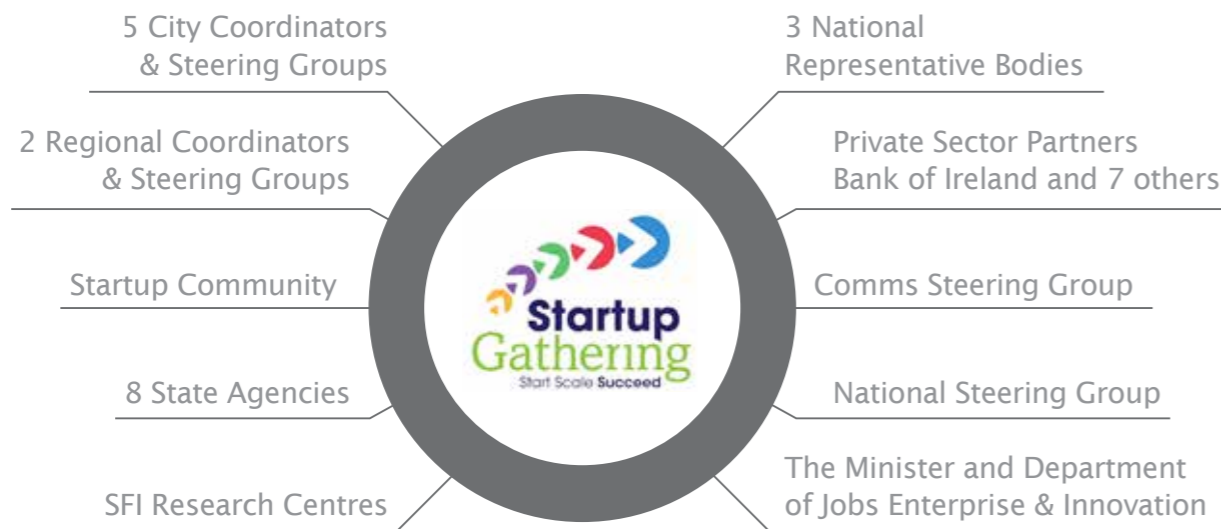 5 City Coordinators
& Steering Groups
2 Regional Coordinators
& Steering Groups
Startup Community
8 State Agencies
SFI Research Centres
Startup
Gathering
Start Scale Succeed
3 National
Representative Bodies
Private Sector Partners
Bank of Ireland and 7 others
Comms Steering Group
National Steering Group
The Minister and Department
of Jobs Enterprise & Innovation